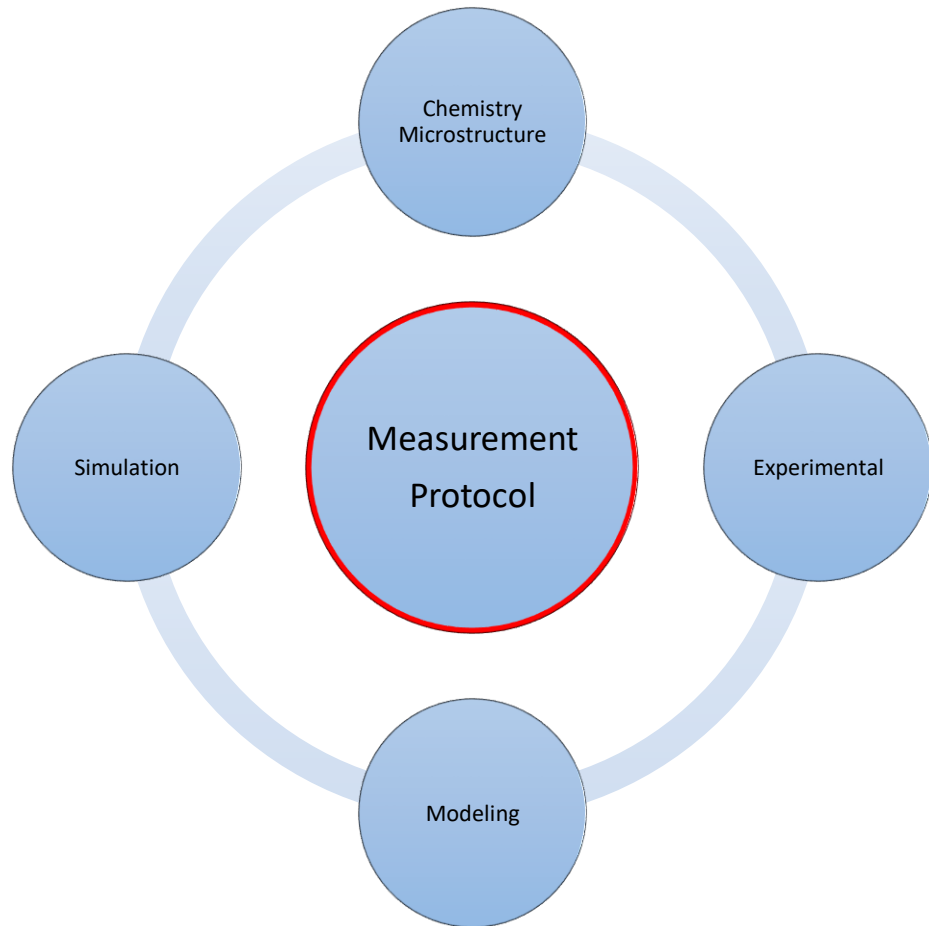 Chemistry
Microstructure
Measurement
Protocol
Simulation
Experimental
Modeling